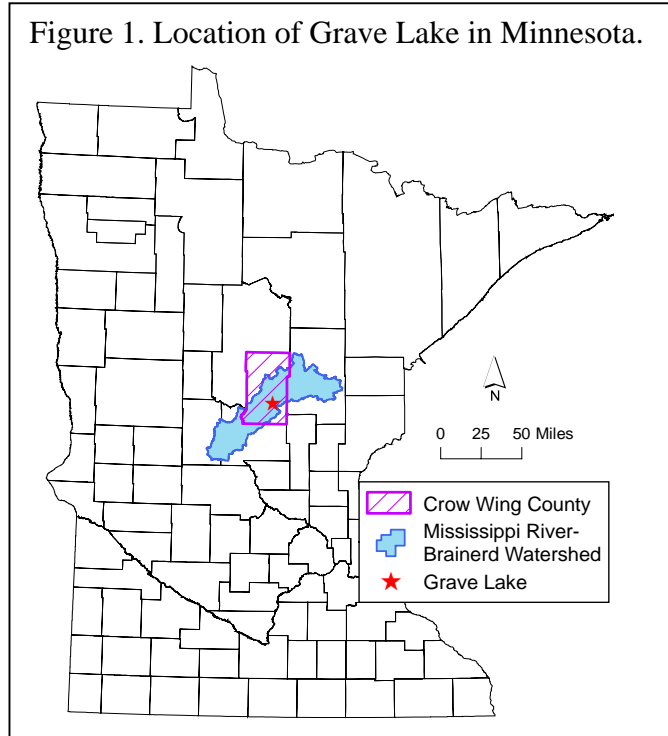 Figure 1. Location of Grave Lake in Minnesota.
N
0 25 50 Miles
Crow Wing County
Mississippi River-
Brainerd Watershed
Grave Lake